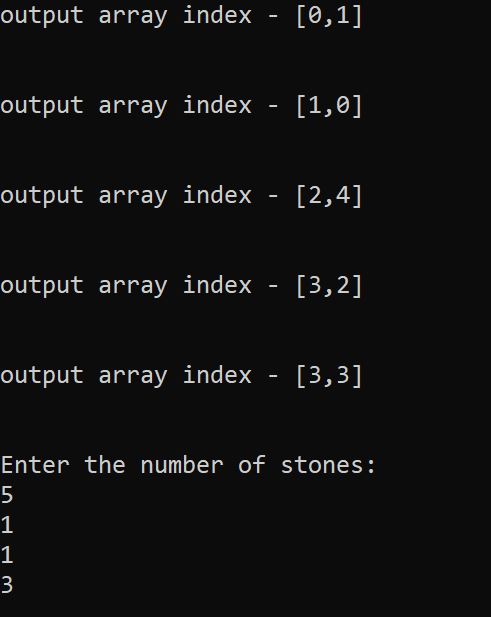 output array index - [0,1]
output array index - [1,0]
output array index - [2,4]
output array index - [3,2]
output array index - [3,3]
Enter the number of stones:
5
1
1
3